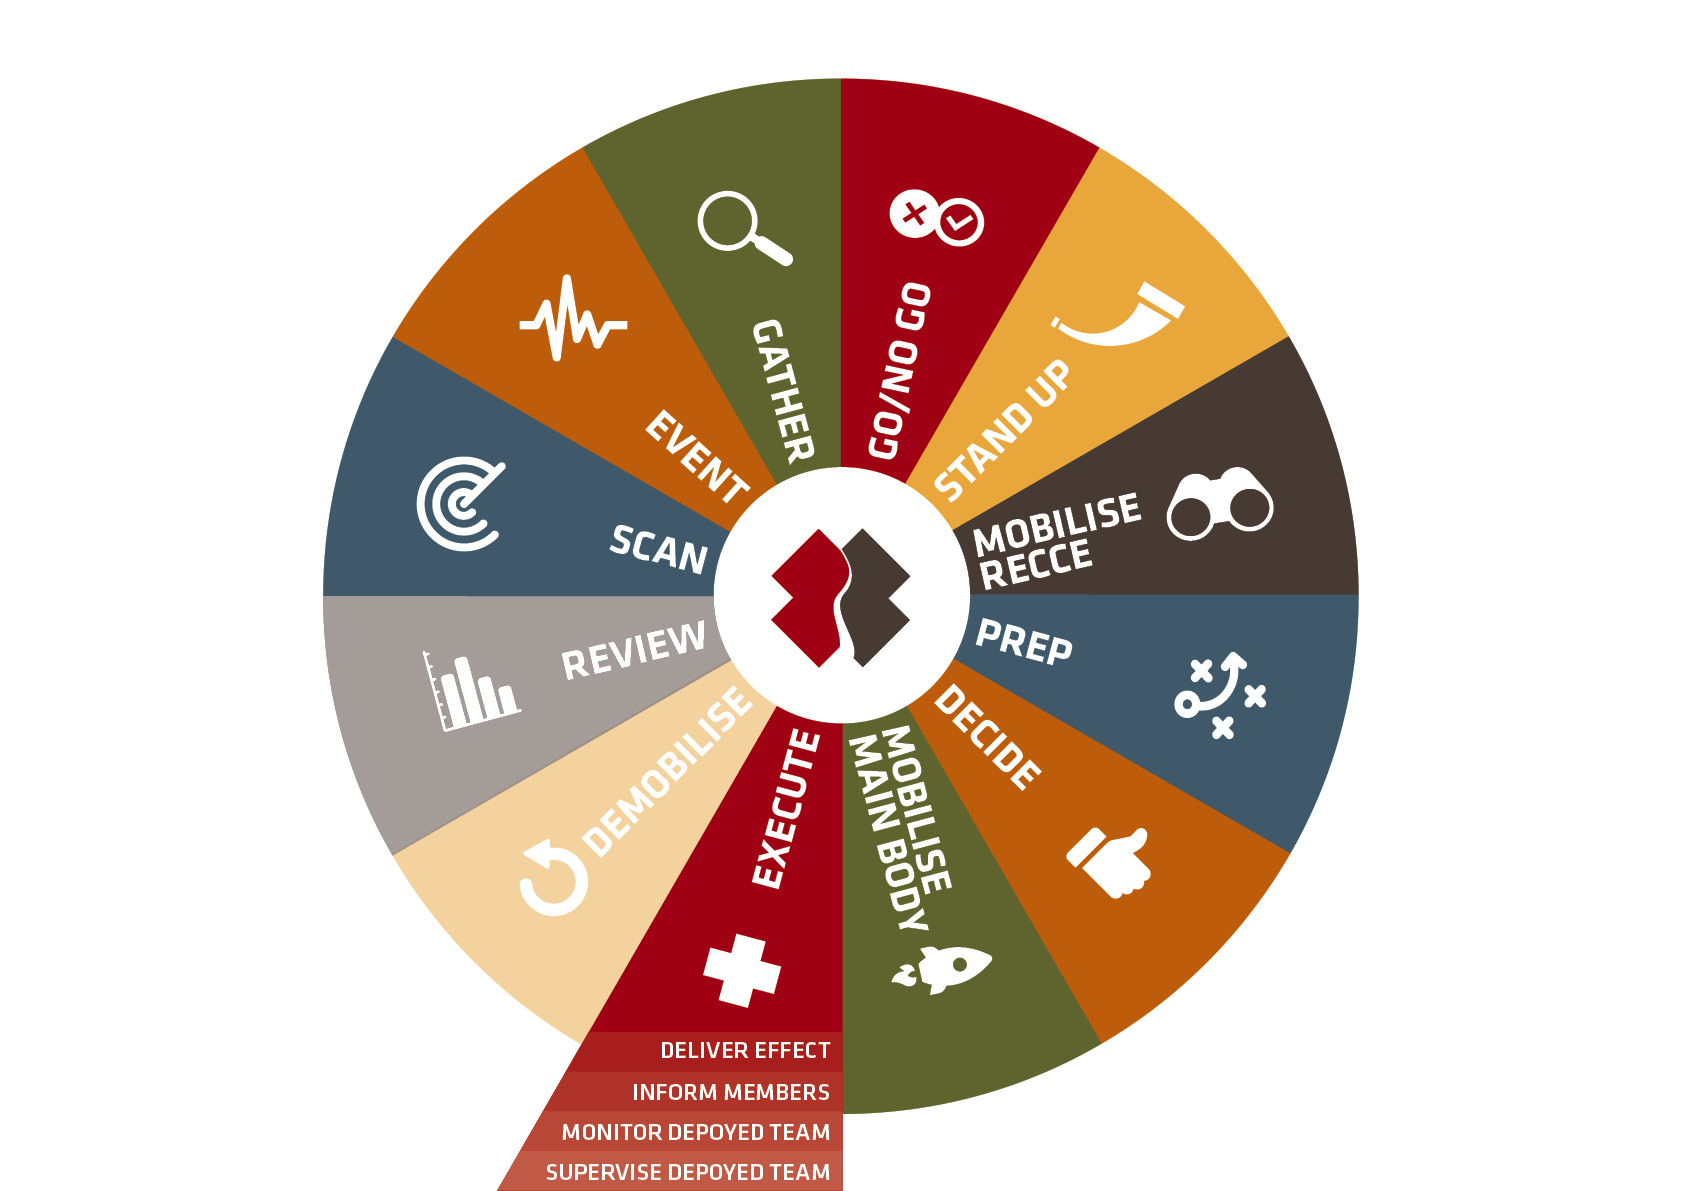 GATHER
GO/NO GO
STAND UP
MOBILISE
RECCE
PREP
DECIDE
MOBILISE
MAIN BODY
EXECUTE
DELIVER EFFECT
INFORM MEMBERS
MONITOR DEPOYED TEAM
SUPERVISE DEPOYED TEAM
DEMOBILISE
REVIEW
SCAN
EVENT